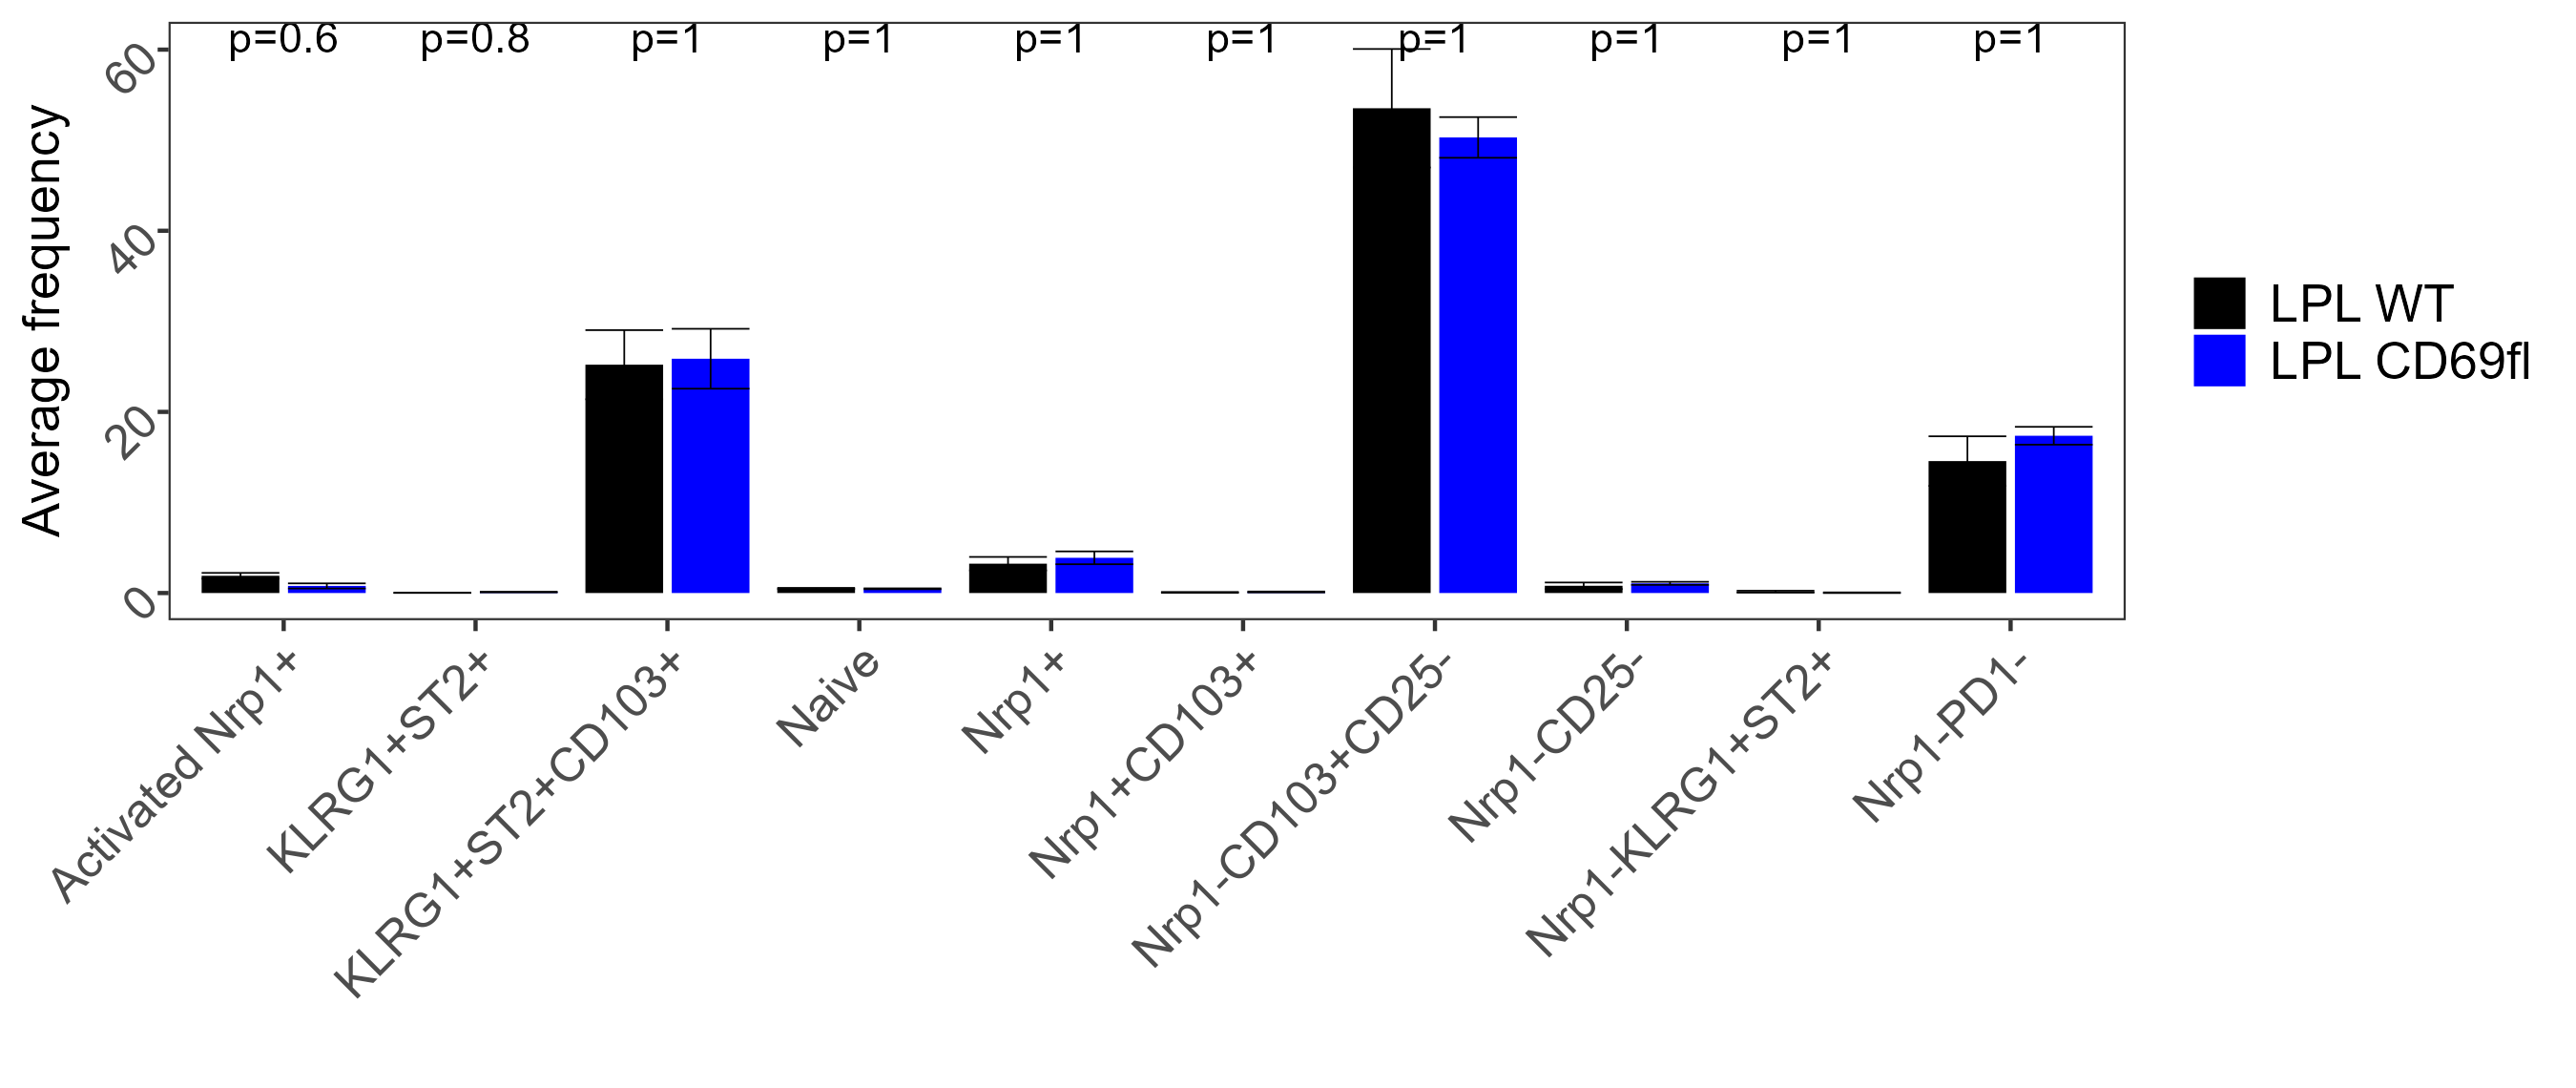 p=0.6 p=0.8 p=1 p=1 p=1 p=1 p=1 p=1 p=1 p=1
Average frequency
60
40
20
0
LPL WT
LPL CD69fl
Activated Nrp1+
KLRG1+ST2+
KLRG1+ST2+CD103+
Naive
Nrp1+
Nrp1+CD103+
Nrp1-CD103+CD25-
Nrp1-CD25-
Nrp1-KLRG1+ST2+
Nrp1-PD1-